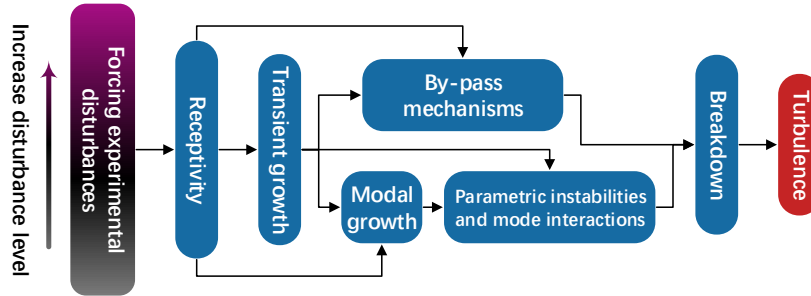 Increase disturbance level
Forcing experimental
disturbances
Receptivity
Transient growth
By-pass
mechanisms
Modal
growth
Parametric instabilities
and mode interactions
Breakdown
Turbulence